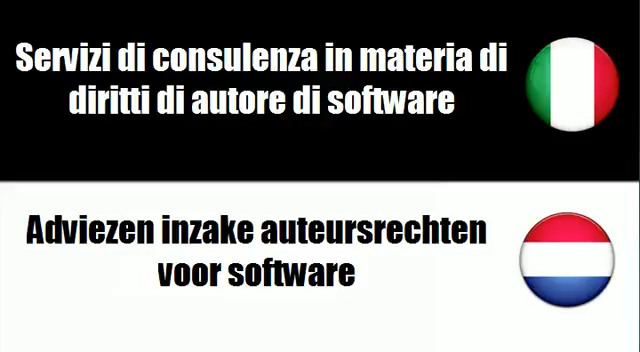 Servizi di consulenza in materia di
diritti di autore di software
Adviezen inzake auteursrechten
voor software